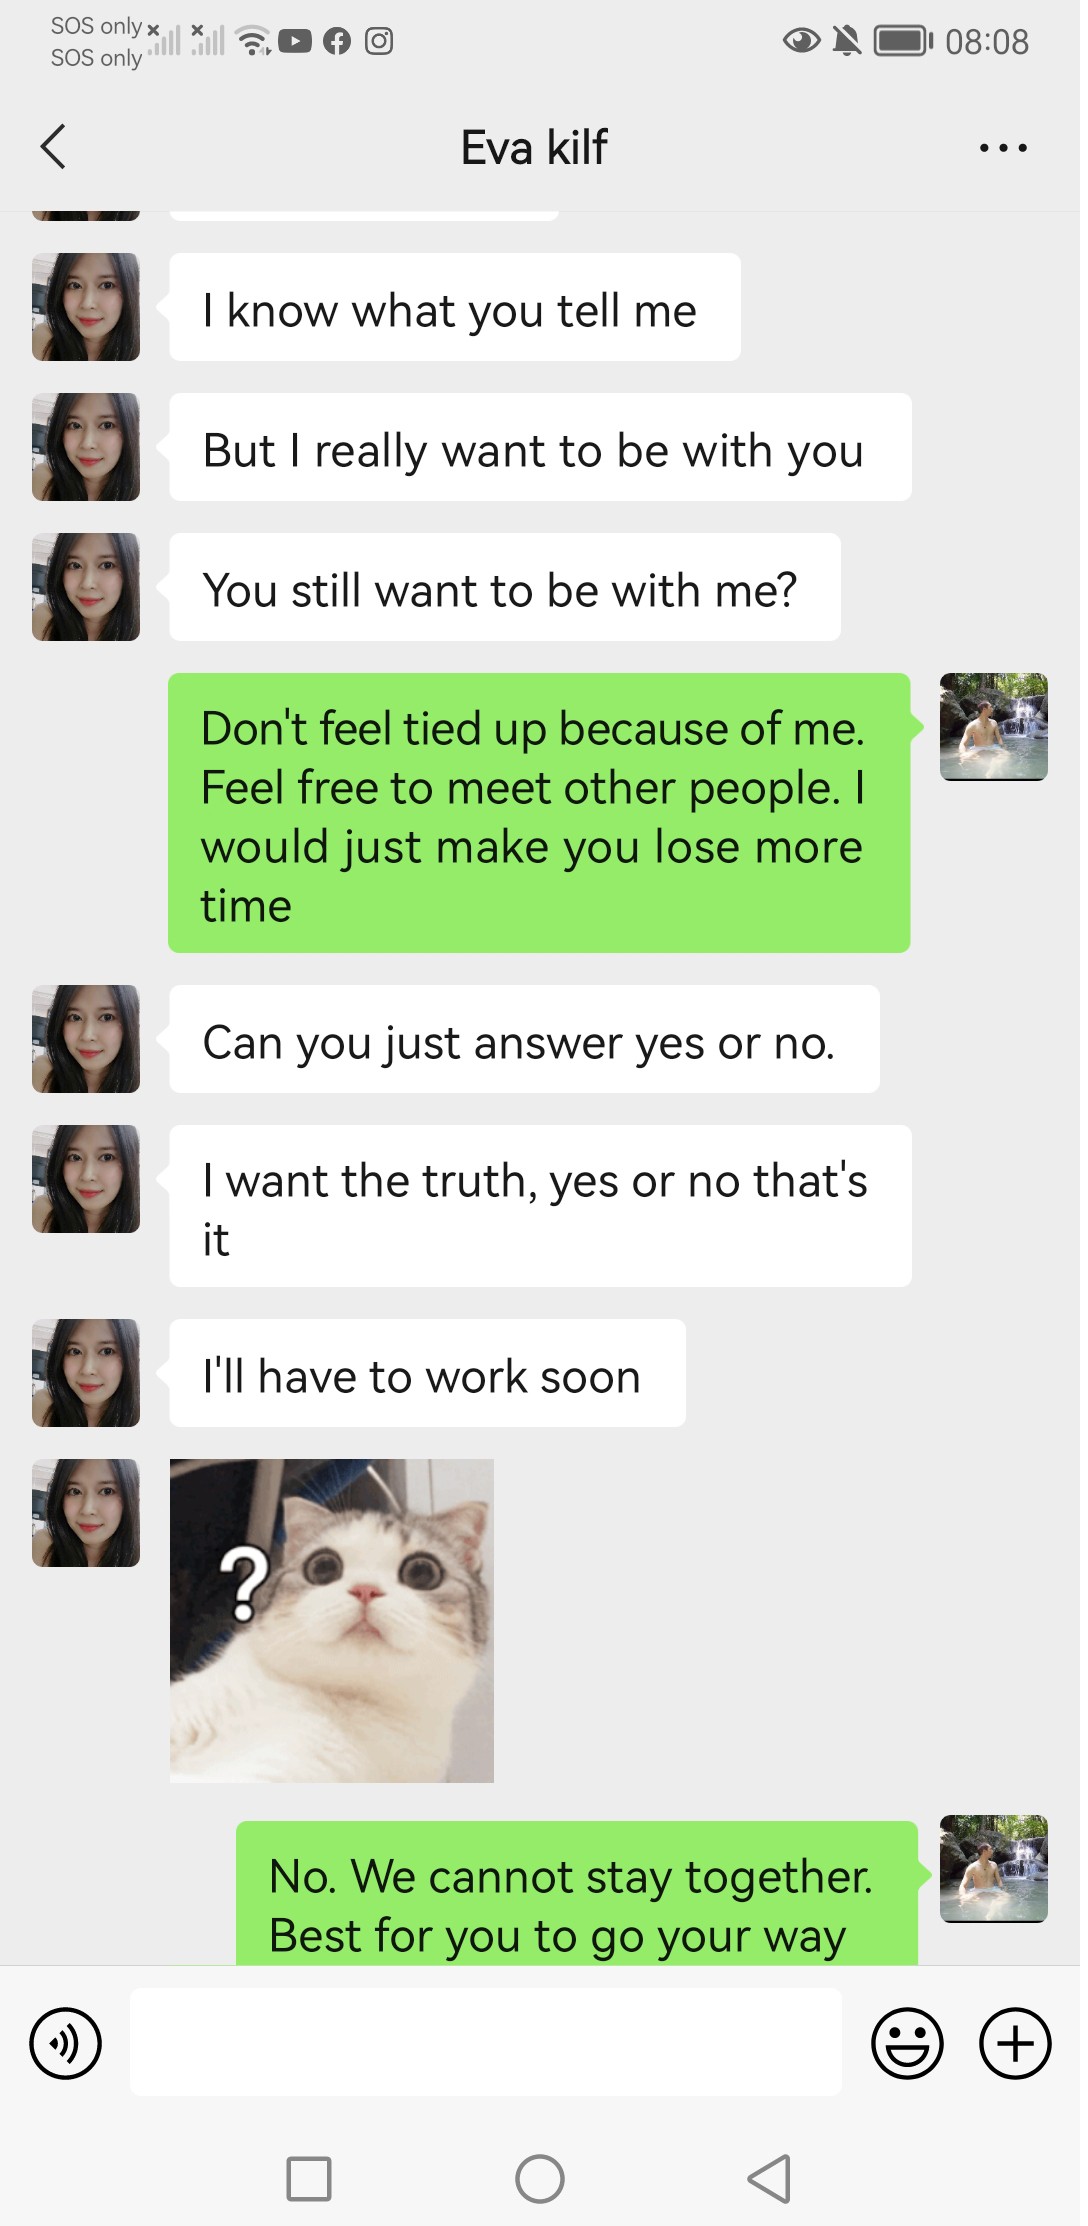 SOS only
SOS only
08:08
Eva kilf
I know what you tell me
But I really want to be with you
You still want to be with me?
Don't feel tied up because of me.
Feel free to meet other people. I
would just make you lose more
time
Can you just answer yes or no.
I want the truth, yes or no that's
it
I'll have to work soon
?
No. We cannot stay together.
Best for you to go your way